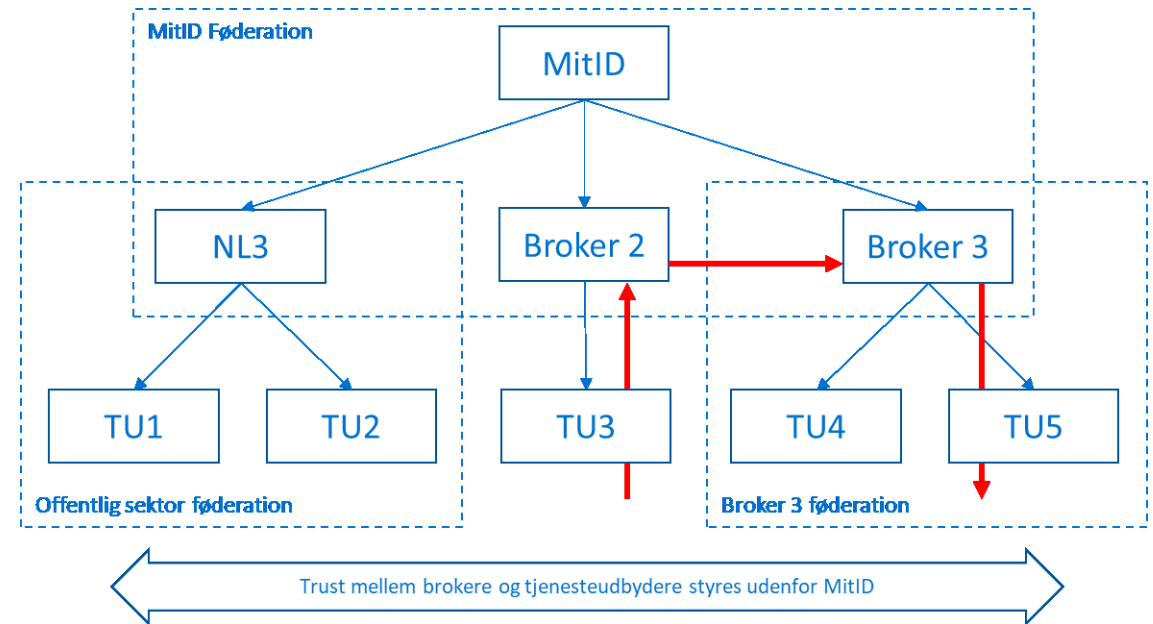 MitID Føderation
MitID
NL3
Broker 2
Broker 3
TU1
TU2
TU3
TU4
TU5
Offentlig sektor føderation
Broker 3 føderation
Trust mellem brokere og tjenesteudbydere styres udenfor MitID